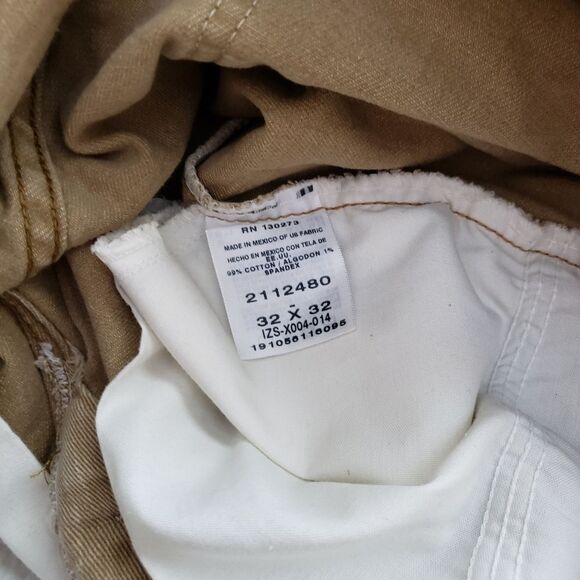 RN 130273
MADE IN MEXICO OF US FABRIC
HECHO EN MEXICO CON TELA DE
EE.UU.
99% COTTON / ALGODON 1%
SPANDEX
2112480
-
32 X 32
IZS-X004-014
191056116095